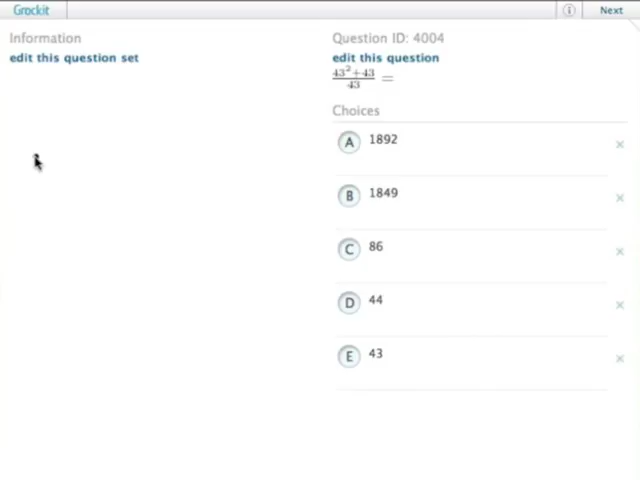 Grockit
Next
Information
edit this question set
Question ID: 4004
edit this question
43²+43
43
=
Choices
A 1892
B 1849
C 86
D 44
E 43